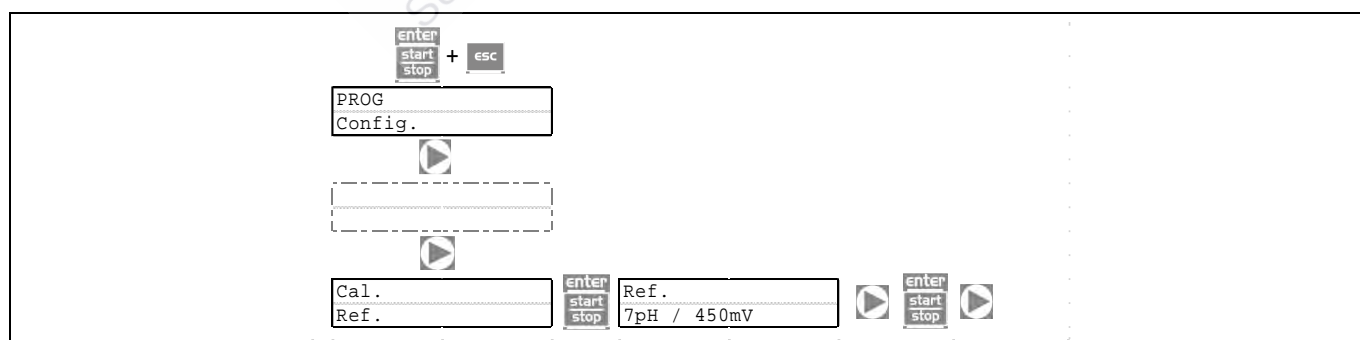 enter
start
stop
+ esc
PROG
Config.
Cal.
Ref.
enter
start
stop
Ref.
7pH / 450mV
enter
start
stop